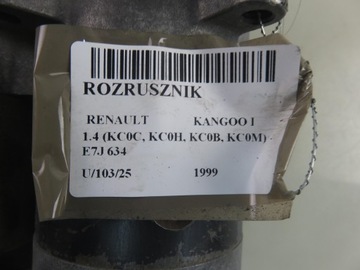 ROZRUSZNIK
RENAULT KANGOO I
1.4 (KC0C, KC0H, KC0B, KC0M)
E7J 634
U/103/25 1999